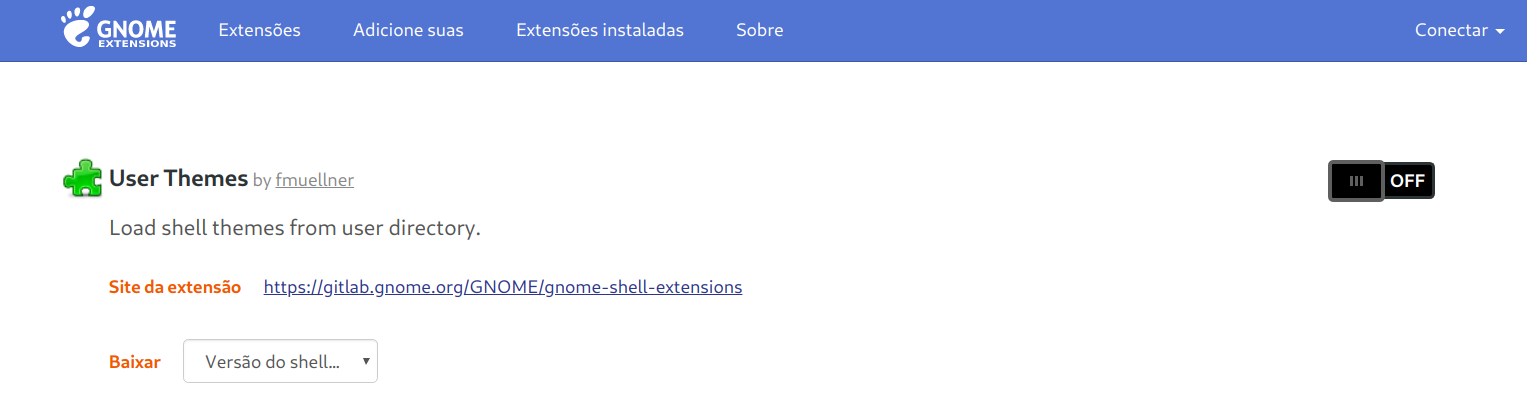 GNOME EXTENSIONS Extensões Adicione suas Extensões instaladas Sobre Conectar
User Themes by fmuellner OFF
Load shell themes from user directory.
Site da extensão https://gitlab.gnome.org/GNOME/gnome-shell-extensions
Baixar Versão do shell...